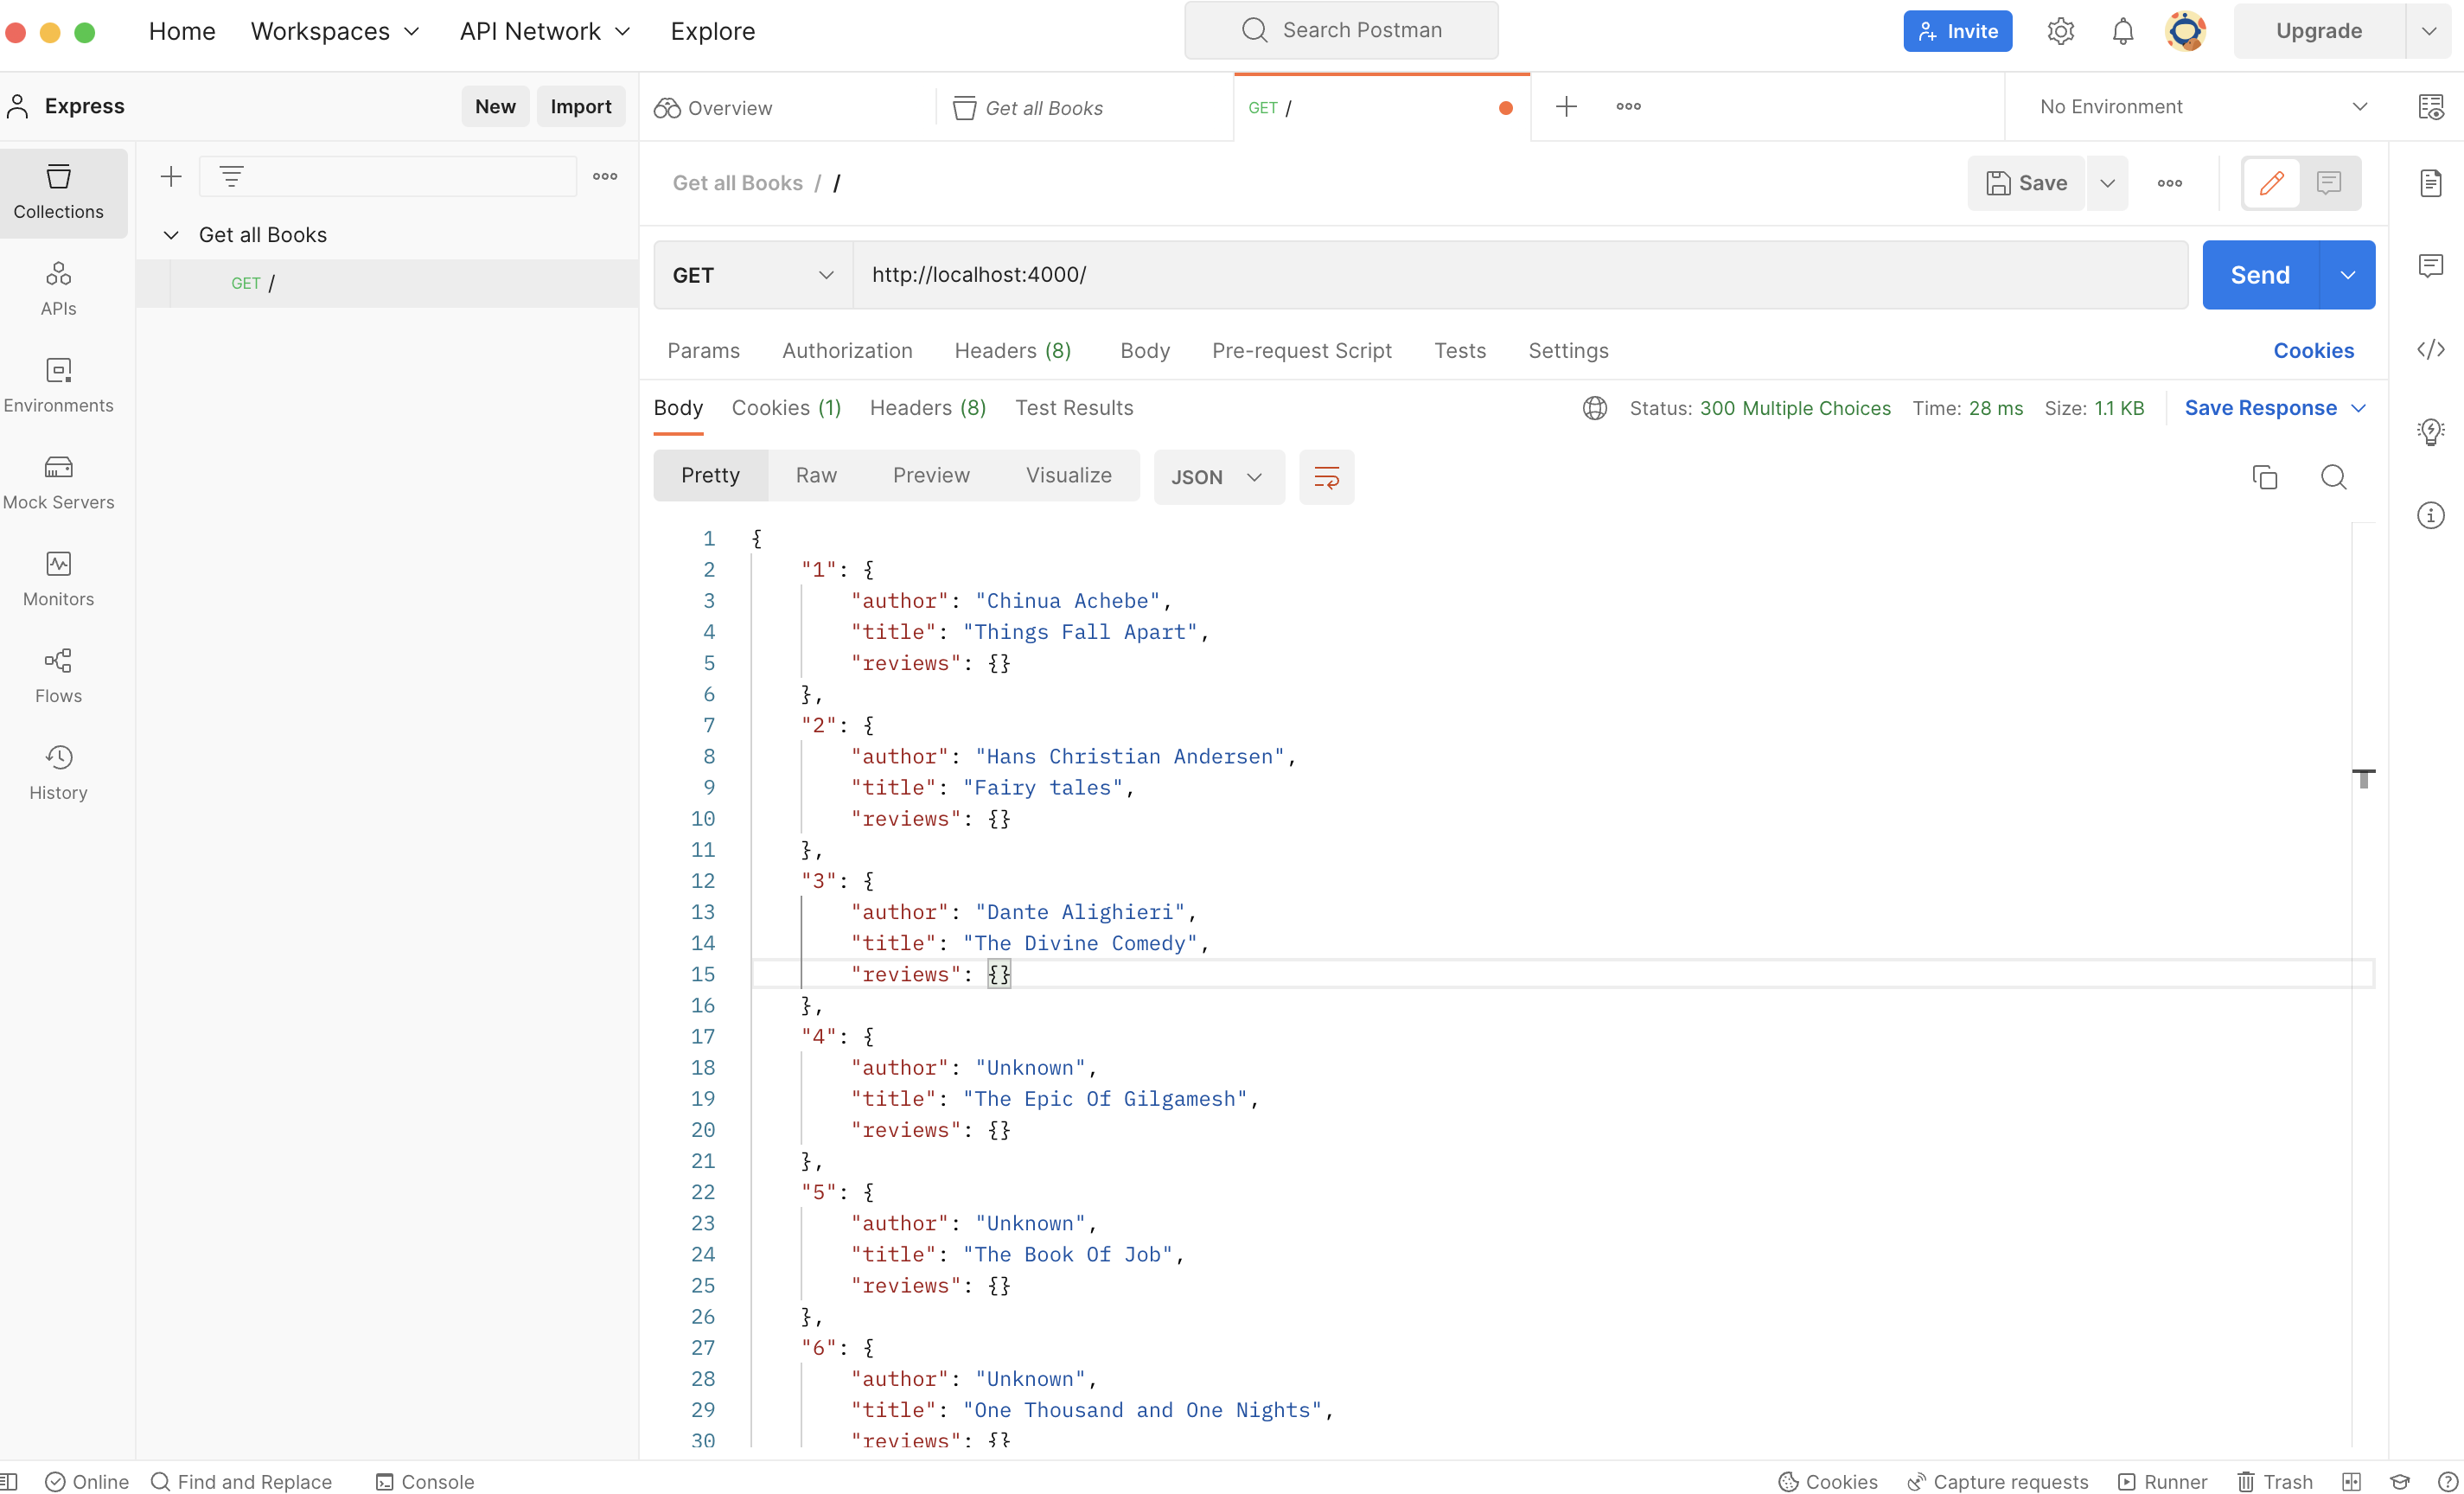 Home Workspaces API Network Explore Search Postman Invite Upgrade
Express New Import Overview Get all Books GET / No Environment
Collections
APIs
Environments
Mock Servers
Monitors
Flows
History
Get all Books
GET /
Get all Books / / Save
GET http://localhost:4000/ Send
Params Authorization Headers (8) Body Pre-request Script Tests Settings Cookies
Body Cookies (1) Headers (8) Test Results Status: 300 Multiple Choices Time: 28 ms Size: 1.1 KB Save Response
Pretty Raw Preview Visualize JSON
1 {
2 "1": {
3 "author": "Chinua Achebe",
4 "title": "Things Fall Apart",
5 "reviews": {}
6 },
7 "2": {
8 "author": "Hans Christian Andersen",
9 "title": "Fairy tales",
10 "reviews": {}
11 },
12 "3": {
13 "author": "Dante Alighieri",
14 "title": "The Divine Comedy",
15 "reviews": {}
16 },
17 "4": {
18 "author": "Unknown",
19 "title": "The Epic Of Gilgamesh",
20 "reviews": {}
21 },
22 "5": {
23 "author": "Unknown",
24 "title": "The Book Of Job",
25 "reviews": {}
26 },
27 "6": {
28 "author": "Unknown",
29 "title": "One Thousand and One Nights",
30 "reviews": {}
Online Find and Replace Console Cookies Capture requests Runner Trash